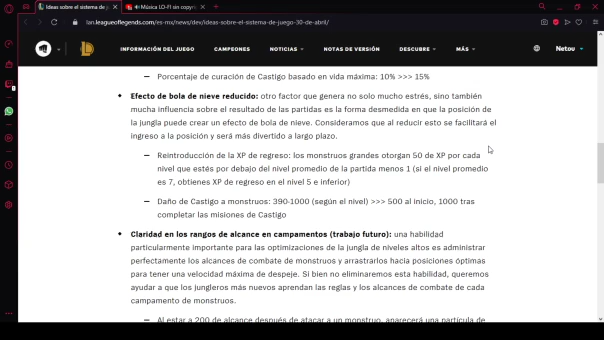 Ideas sobre el sistema de j
Música LO-FI sin copyri
lan.leagueoflegends.com/es-mx/news/dev/ideas-sobre-el-sistema-de-juego-30-de-abril/
INFORMACIÓN DEL JUEGO CAMPEONES NOTICIAS NOTAS DE VERSIÓN DESCUBRE MÁS Netou
— Porcentaje de curación de Castigo basado en vida máxima: 10% >>> 15%
• Efecto de bola de nieve reducido: otro factor que genera no solo mucho estrés, sino también
mucha influencia sobre el resultado de las partidas es la forma desmedida en que la posición de
la jungla puede crear un efecto de bola de nieve. Consideramos que al reducir esto se facilitará el
ingreso a la posición y será más divertido a largo plazo.
— Reintroducción de la XP de regreso: los monstruos grandes otorgan 50 de XP por cada
nivel que estés por debajo del nivel promedio de la partida menos 1 (si el nivel promedio
es 7, obtienes XP de regreso en el nivel 5 e inferior)
— Daño de Castigo a monstruos: 390-1000 (según el nivel) >>> 500 al inicio, 1000 tras
completar las misiones de Castigo
• Claridad en los rangos de alcance en campamentos (trabajo futuro): una habilidad
particularmente importante para las optimizaciones de la jungla de niveles altos es administrar
perfectamente los alcances de combate de monstruos y arrastrarlos hacia posiciones óptimas
para tener una velocidad máxima de despeje. Si bien no eliminaremos esta habilidad, queremos
ayudar a que los jungleros más nuevos aprendan las reglas y los alcances de combate de cada
campamento de monstruos.
— Al estar a 200 de alcance después de atacar a un monstruo, aparecerá una partícula de